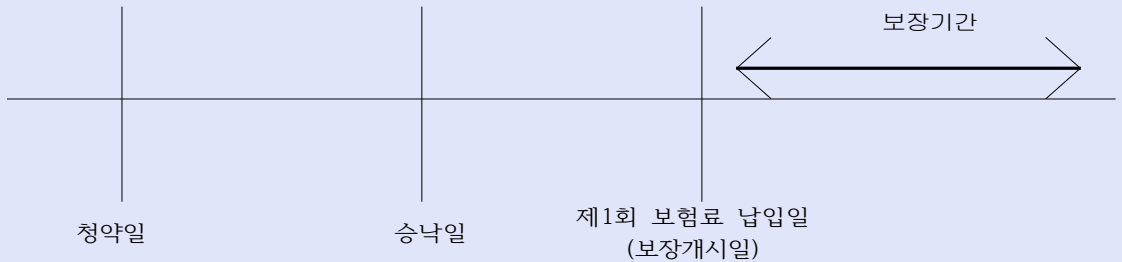 보장기간
청약일
승낙일
제1회 보험료 납입일
(보장개시일)